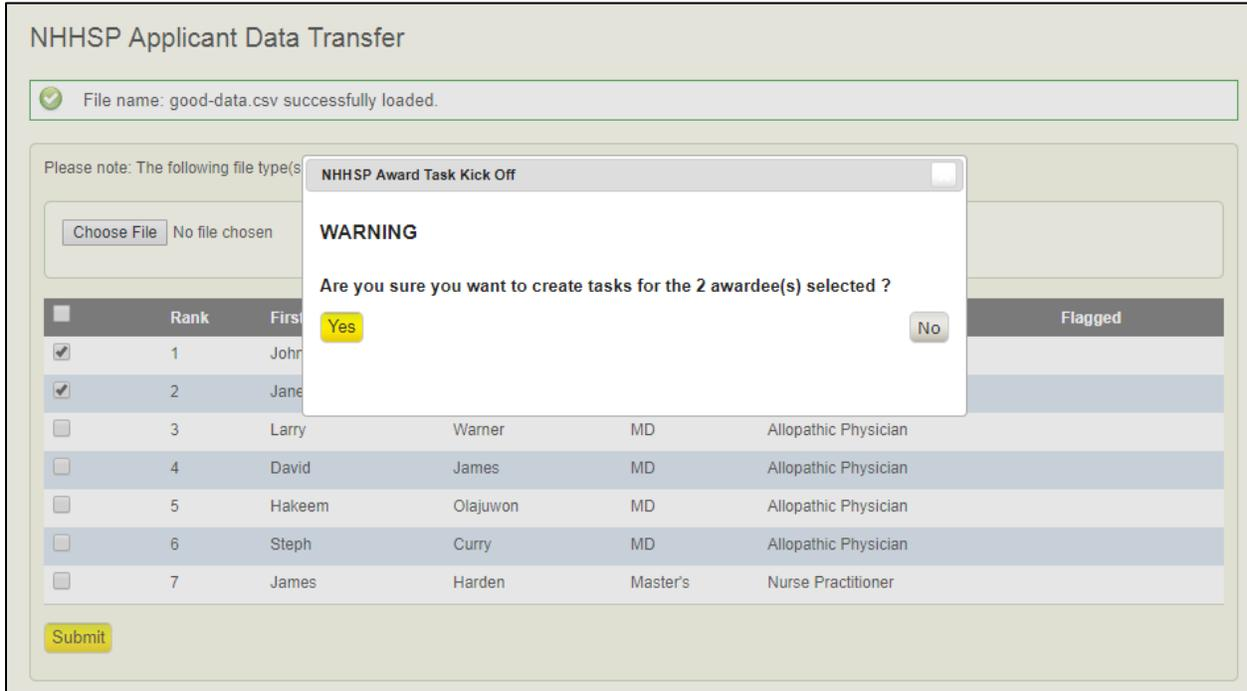 NHHSP Applicant Data Transfer
File name: good-data.csv successfully loaded.
Please note: The following file type(s
NHHSP Award Task Kick Off
WARNING
Are you sure you want to create tasks for the 2 awardee(s) selected ?
Yes No
Choose File No file chosen
Rank First Flagged
1 John
2 Jane
3 Larry Warner MD Allopathic Physician
4 David James MD Allopathic Physician
5 Hakeem Olajuwon MD Allopathic Physician
6 Steph Curry MD Allopathic Physician
7 James Harden Master's Nurse Practitioner
Submit